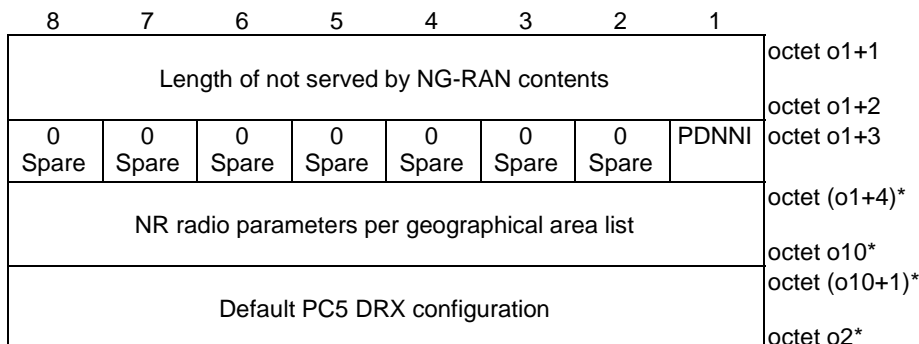 8 7 6 5 4 3 2 1
octet o1+1
Length of not served by NG-RAN contents
octet o1+2
0 0 0 0 0 0 0 PDNNI octet o1+3
Spare Spare Spare Spare Spare Spare Spare
octet (o1+4)*
NR radio parameters per geographical area list
octet o10*
octet (o10+1)*
Default PC5 DRX configuration
octet o2*